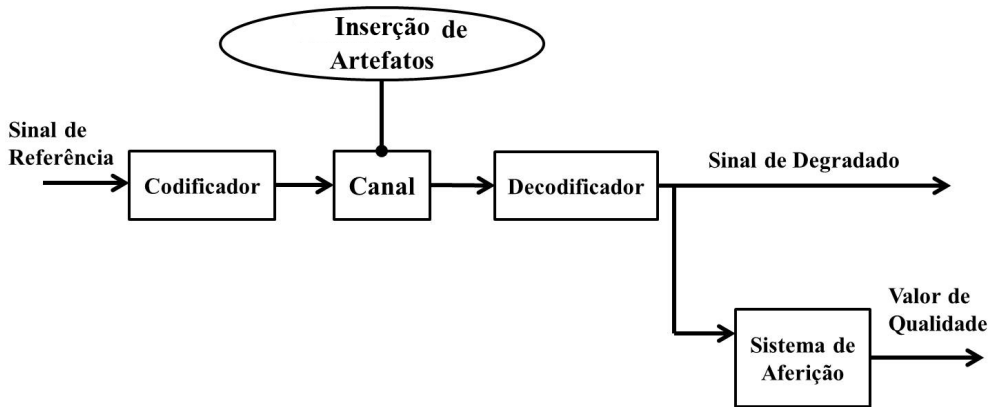 Inserção de
Artefatos
Sinal de
Referência
Codificador
Canal
Decodificador
Sinal de Degradado
Sistema de
Aferição
Valor de
Qualidade